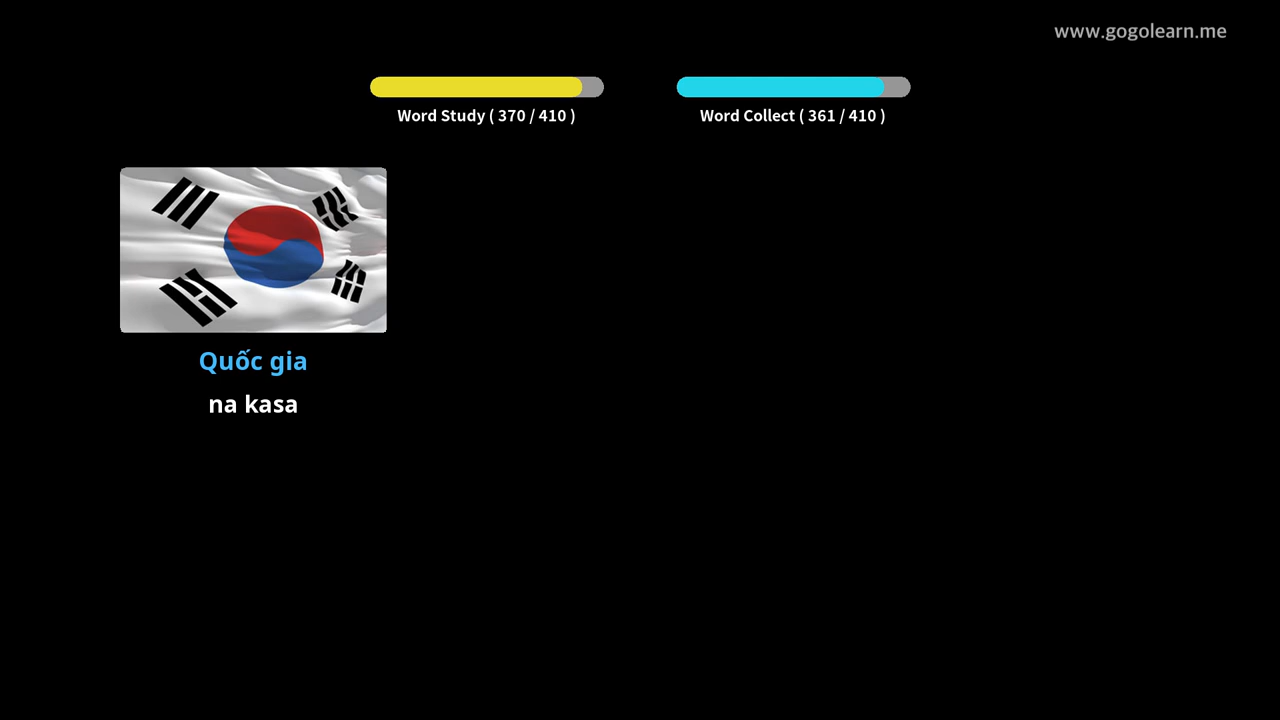 www.gogolearn.me
Word Study ( 370 / 410 )
Word Collect ( 361 / 410 )
Quốc gia
na kasa